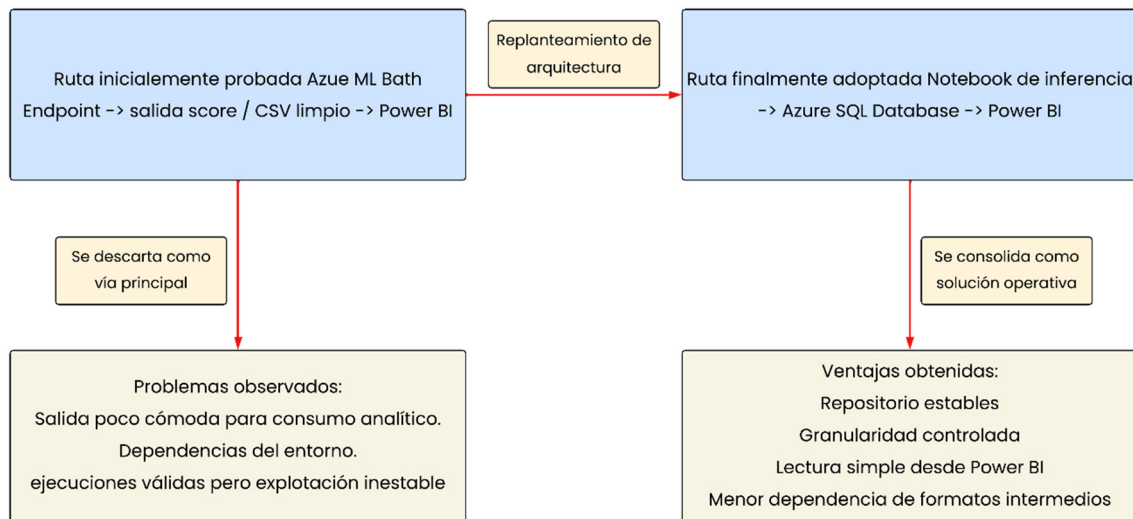 Ruta inicialemente probada Azue ML Bath
Endpoint -> salida score / CSV limpio -> Power BI
Replanteamiento de
arquitectura
Ruta finalmente adoptada Notebook de inferencia
-> Azure SQL Database -> Power BI
Se descarta como
vía principal
Se consolida como
solución operativa
Problemas observados:
Salida poco cómoda para consumo analítico.
Dependencias del entorno.
ejecuciones válidas pero explotación inestable
Ventajas obtenidas:
Repositorio estables
Granularidad controlada
Lectura simple desde Power BI
Menor dependencia de formatos intermedios